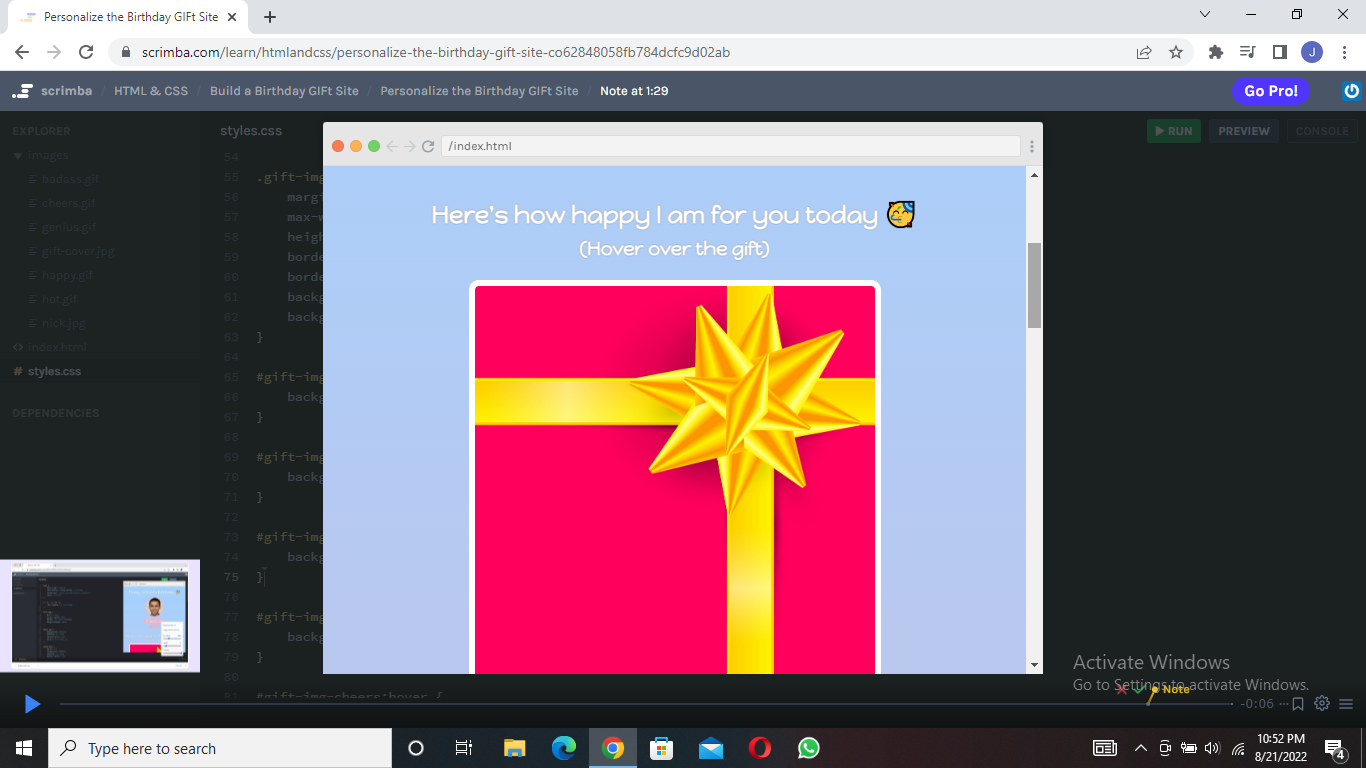 Personalize the Birthday GIFt Site
scrimba.com/learn/htmlandcss/personalize-the-birthday-gift-site-co62848058fb784dcfc9d02ab
J
scrimba / HTML & CSS / Build a Birthday GIFt Site / Personalize the Birthday GIFt Site / Note at 1:29
Go Pro!
EXPLORER
images
badass.gif
cheers.gif
genius.gif
gift-cover.jpg
happy.gif
hot.gif
nick.jpg
<> index.html
# styles.css
DEPENDENCIES
styles.css
RUN
PREVIEW
CONSOLE
54
55 .gift-img
56 margi
57 max-w
58 heigh
59 borde
60 borde
61 backg
62 backg
63 }
64
65 #gift-img
66 backg
67 }
68
69 #gift-img
70 backg
71 }
72
73 #gift-img
74 backg
75 }
76
77 #gift-img
78 backg
79 }
80
81 #gift-img-cheers:hover {
/index.html
Here's how happy I am for you today
(Hover over the gift)
Activate Windows
Go to Settings to activate Windows.
Note
-0:06
Type here to search
10:52 PM
8/21/2022
4